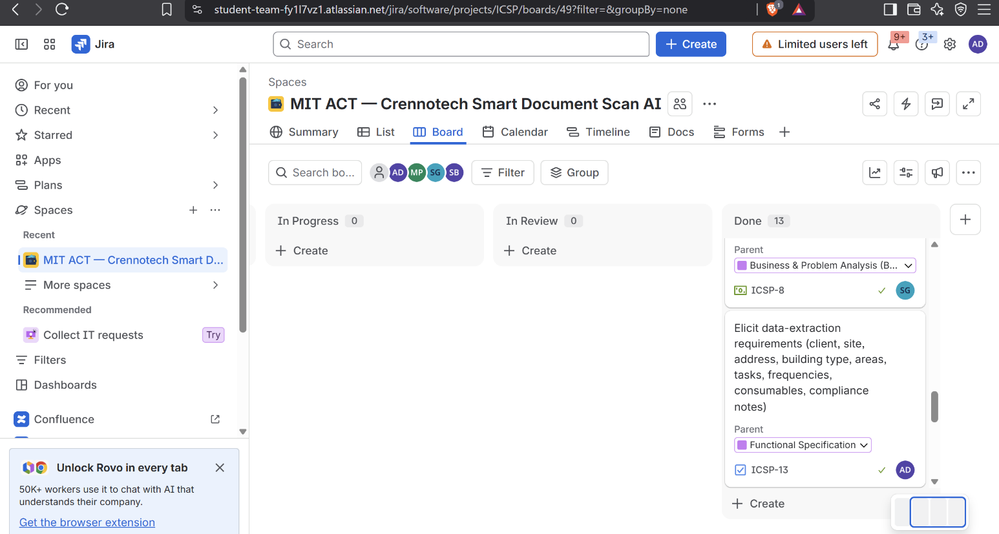 student-team-fy1l7vz1.atlassian.net/jira/software/projects/ICSP/boards/49?filter=&groupBy=none
1
Jira
Search
Create
Limited users left
9+
3+
AD
For you
Recent
Starred
Apps
Plans
Spaces
Recent
MIT ACT — Crennotech Smart D...
More spaces
Recommended
Collect IT requests
Try
Filters
Dashboards
Confluence
Unlock Rovo in every tab
50K+ workers use it to chat with AI that
understands their company.
Get the browser extension
Spaces
MIT ACT — Crennotech Smart Document Scan AI
Summary
List
Board
Calendar
Timeline
Docs
Forms
Search bo...
AD
MP
SG
SB
Filter
Group
In Progress 0
Create
In Review 0
Create
Done 13
Parent
Business & Problem Analysis (B...
ICSP-8
SG
Elicit data-extraction
requirements (client, site,
address, building type, areas,
tasks, frequencies,
consumables, compliance
notes)
Parent
Functional Specification
ICSP-13
AD
Create